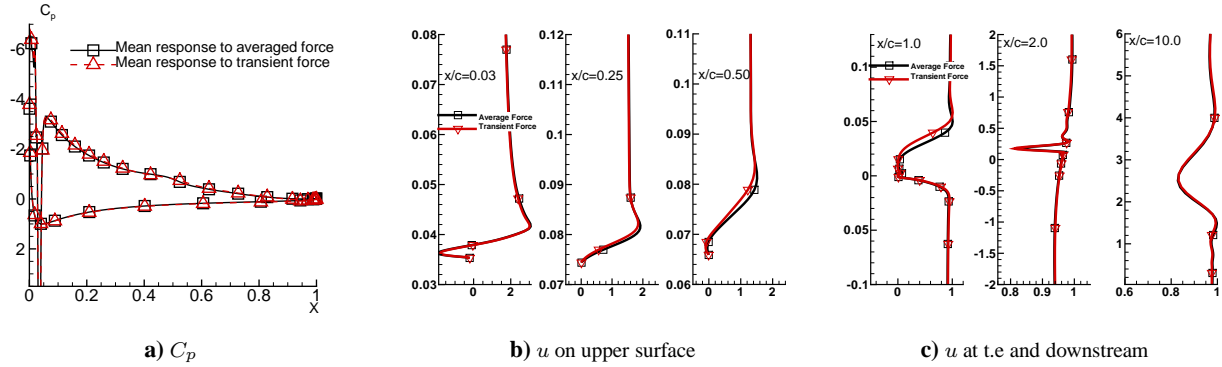 C_p
-6
-4
-2
0
2
0 0.2 0.4 0.6 0.8 1
X
Mean response to averaged force
Mean response to transient force
0.08
0.07
0.06
0.05
0.04
0.03
0 2
x/c=0.03
Average Force
Transient Force
0.12
0.11
0.10
0.09
0.08
0.07
0 2
x/c=0.25
0.11
0.10
0.09
0.08
0.07
0.06
0 1 2
x/c=0.50
0.1
0.05
0
0.05
-0.1
0 1
x/c=1.0
Average Force
Transient Force
2
1.5
1
0.5
0
-0.5
-1
-1.5
-2
0.8 0.9 1
x/c=2.0
6
5
4
3
2
1
0
0.6 0.8 1
x/c=10.0
a) C_p
b) u on upper surface
c) u at t.e and downstream